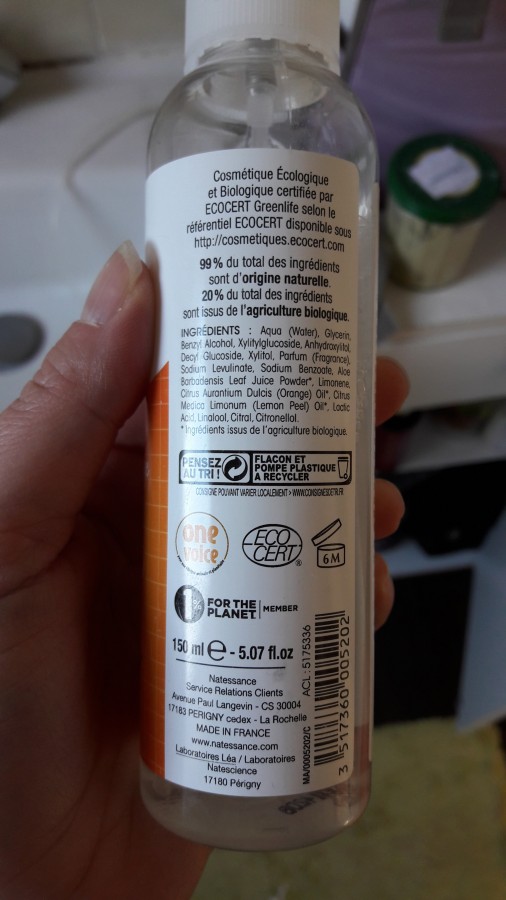 Cosmétique Écologique
et Biologique certifiée par
ECOCERT Greenlife selon le
référentiel ECOCERT disponible sous
http://cosmetiques.ecocert.com
99% du total des ingrédients
sont d'origine naturelle.
20% du total des ingrédients
sont issus de l'agriculture biologique.
INGRÉDIENTS : Aqua (Water), Glycerin,
Benzyl Alcohol, Xylitylglucoside, Anhydroxylitol,
Decyl Glucoside, Xylitol, Parfum (Fragrance),
Sodium Levulinate, Sodium Benzoate, Aloe
Barbadensis Leaf Juice Powder*, Limonene,
Citrus Aurantium Dulcis (Orange) Oil*, Citrus
Medica Limonum (Lemon Peel) Oil*, Lactic
Acid, Linalool, Citral, Citronellol.
* Ingrédients issus de l'agriculture biologique.
PENSEZ
AU TRI !
FLACON ET
POMPE PLASTIQUE
A RECYCLER
CONSIGNE POUVANT VARIER LOCALEMENT > WWW.CONSIGNESDETRI.FR
one
voice
ECO
CERT
®
6M
1%
FOR THE
PLANET
MEMBER
150 ml e - 5.07 fl.oz
Natessance
Service Relations Clients
Avenue Paul Langevin - CS 30004
17183 PERIGNY cedex - La Rochelle
MADE IN FRANCE
www.natessance.com
Laboratoires Léa / Laboratoires
Natescience
17180 Périgny
MA/0005202/C
ACL : 5175336
3 517360 005202